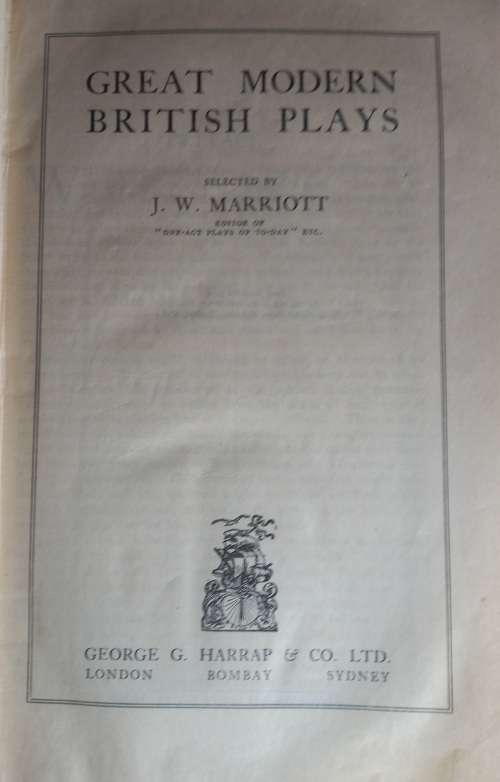 GREAT MODERN
BRITISH PLAYS
SELECTED BY
J. W. MARRIOTT
EDITOR OF
"ONE-ACT PLAYS OF TO-DAY" ETC.
GEORGE G. HARRAP & CO. LTD.
LONDON BOMBAY SYDNEY